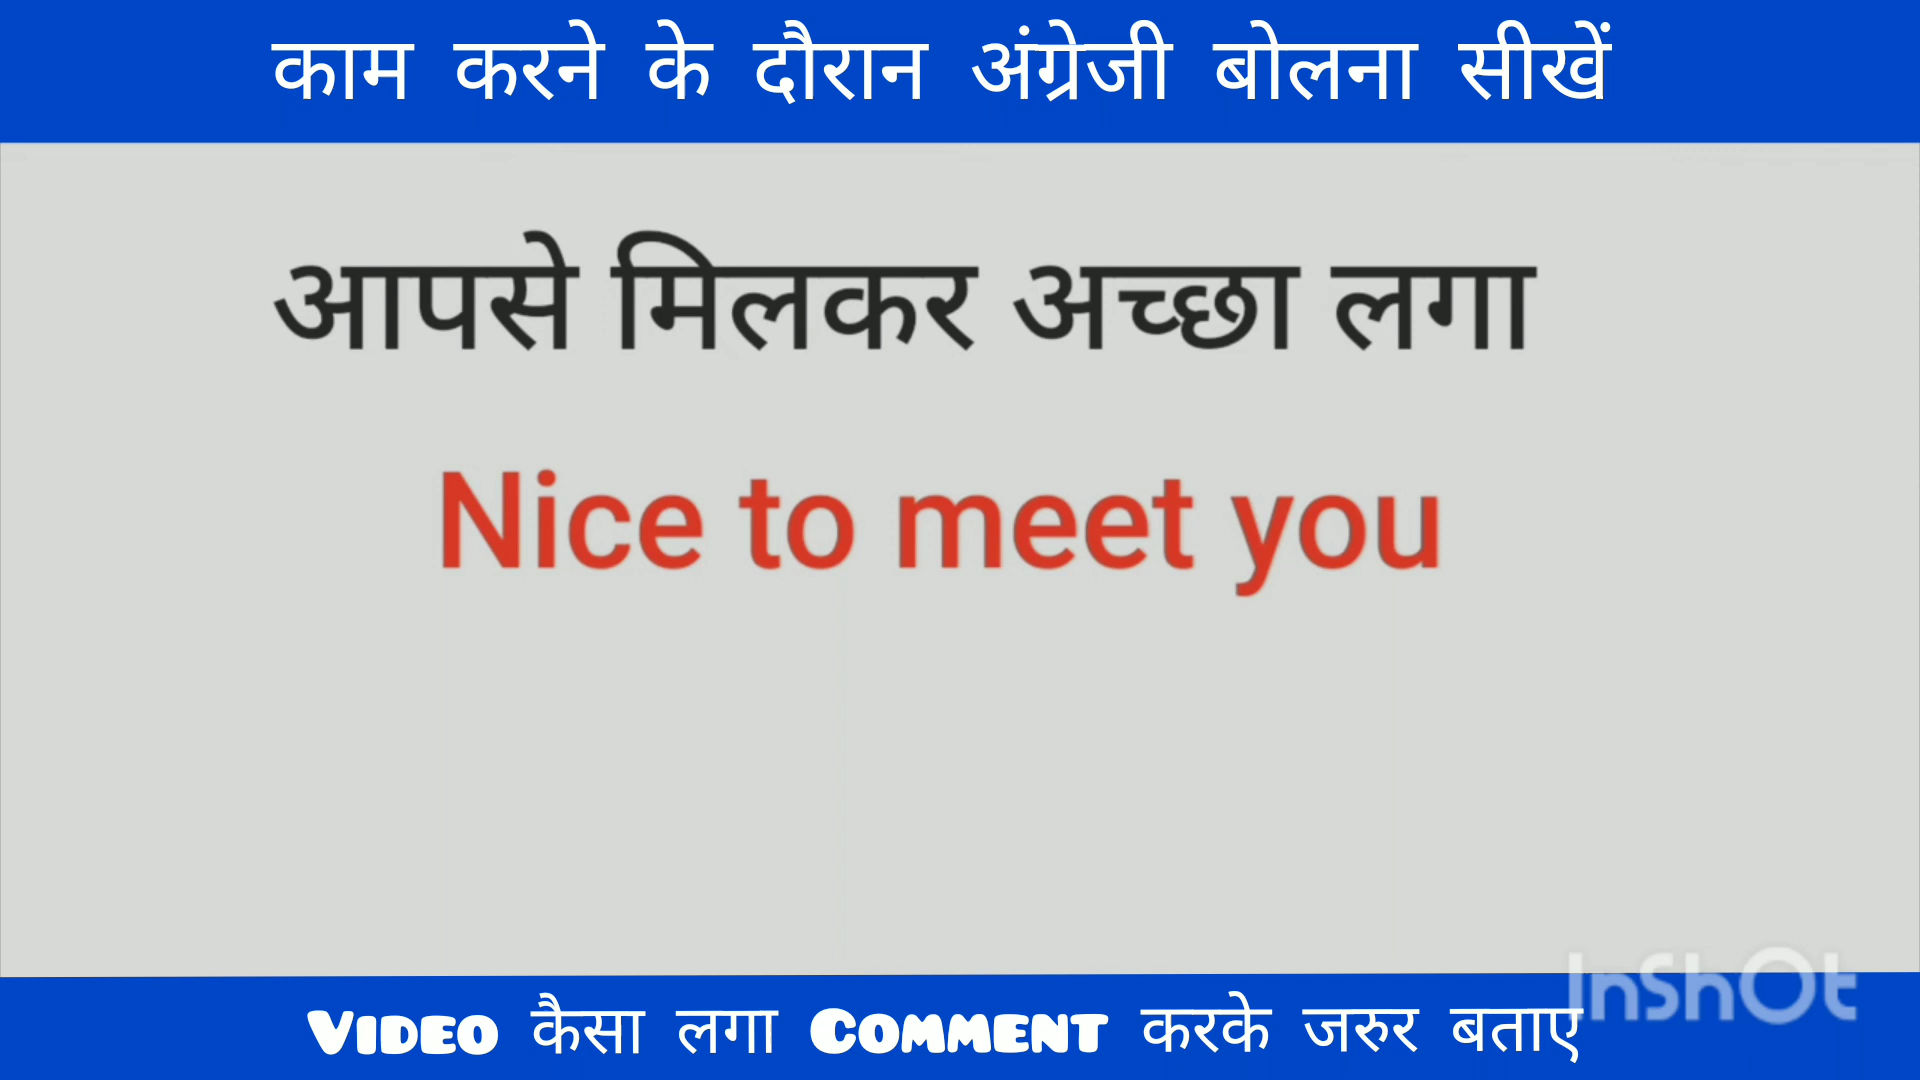 काम करने के दौरान अंग्रेजी बोलना सीखें
आपसे मिलकर अच्छा लगा
Nice to meet you
InShOt
VIDEO कैसा लगा COMMENT करके जरुर बताए